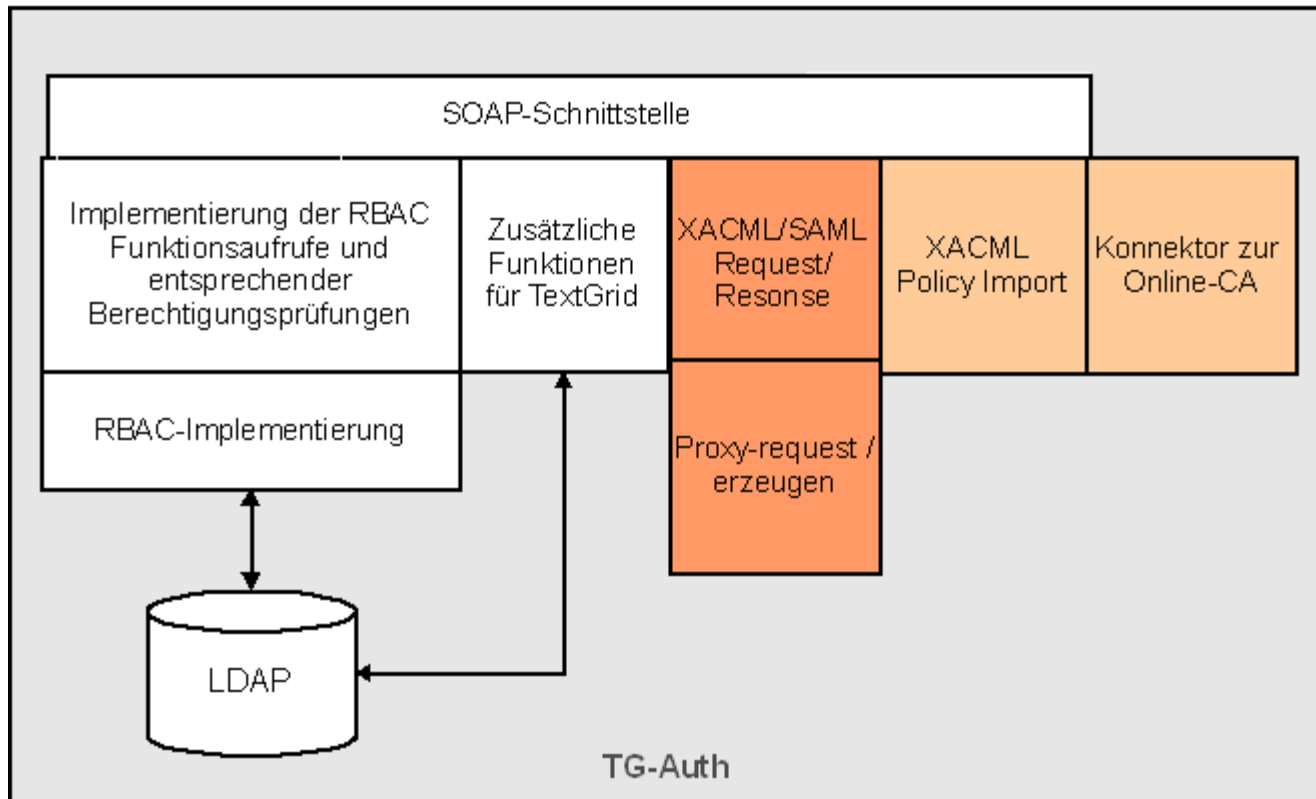 SOAP-Schnittstelle
Implementierung der RBAC
Funktionsaufrufe und
entsprechender
Berechtigungsprüfungen
Zusätzliche
Funktionen
für TextGrid
XACML/SAML
Request/
Resonse
XACML
Policy Import
Konnektor zur
Online-CA
RBAC-Implementierung
Proxy-request /
erzeugen
LDAP
TG-Auth